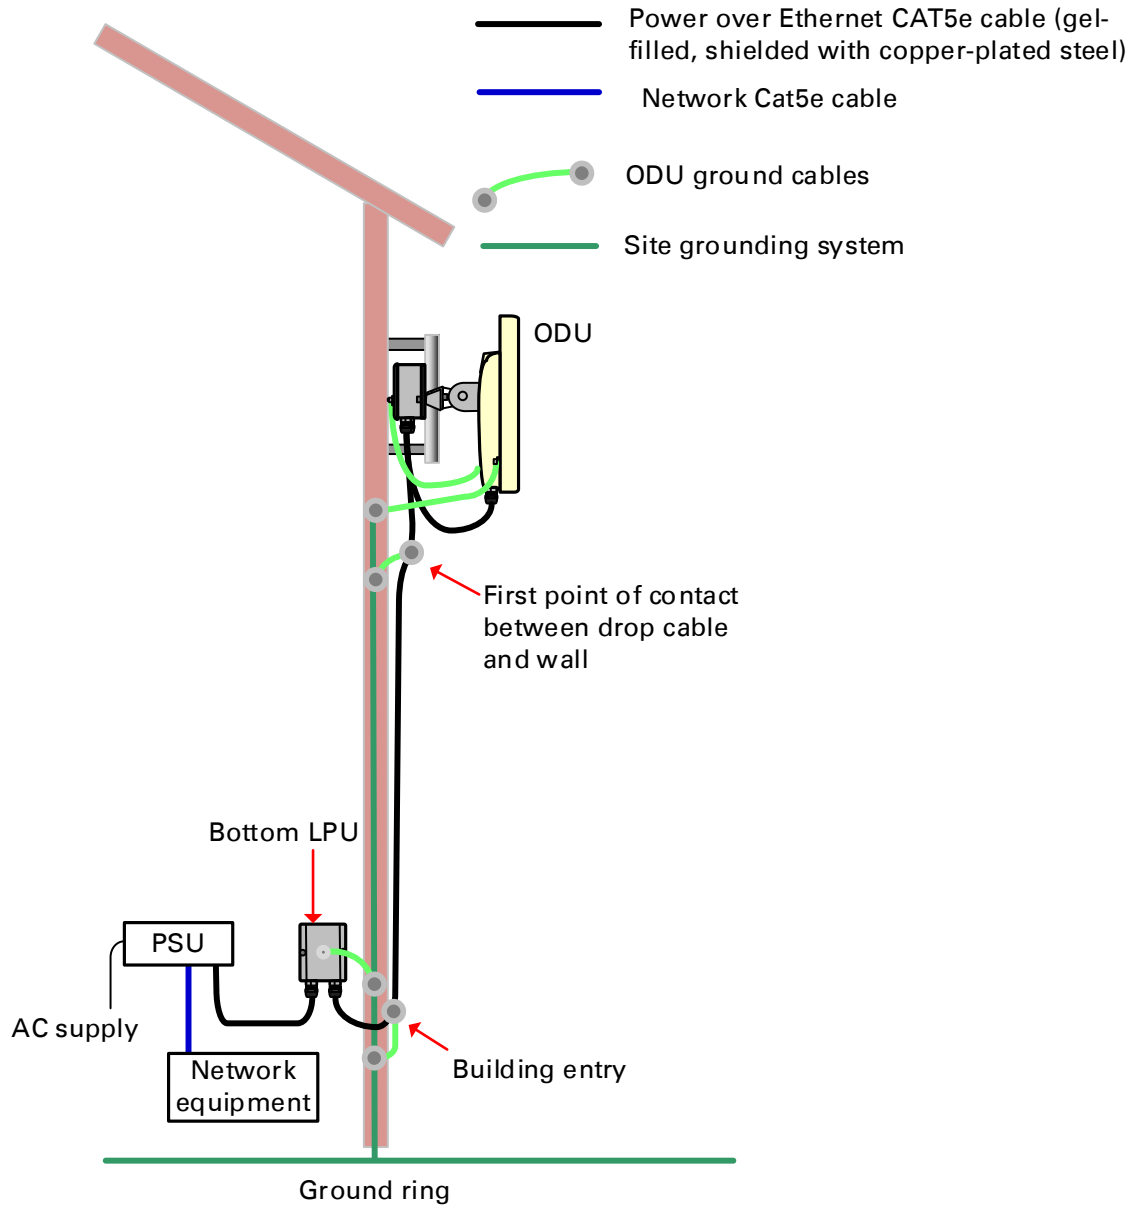 Power over Ethernet CAT5e cable (gel-
filled, shielded with copper-plated steel)
Network Cat5e cable
ODU ground cables
Site grounding system
ODU
First point of contact
between drop cable
and wall
Bottom LPU
PSU
AC supply
Network
equipment
Building entry
Ground ring